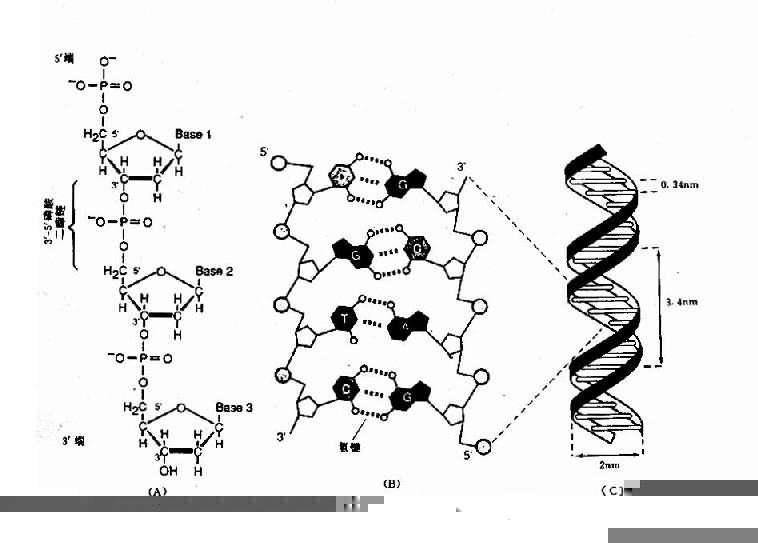 5'端
O⁻
⁻O—P=O
O
H₂C 5'
O
Base 1
C
C
H
H
H
C
C
3'
H
O
3'-5'磷酸
二酯键
⁻O—P=O
O
H₂C 5'
O
Base 2
C
C
H
H
H
C
C
3'
H
O
⁻O—P=O
O
H₂C 5'
O
Base 3
C
C
H
H
H
C
C
3'
OH
H
3'端
(A)
5'
3'
G
G
T
A
C
G
3'
5'
氢键
(B)
0.34nm
3.4nm
2nm
(C)